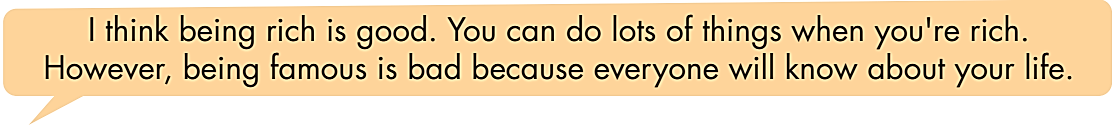 I think being rich is good. You can do lots of things when you're rich.
However, being famous is bad because everyone will know about your life.